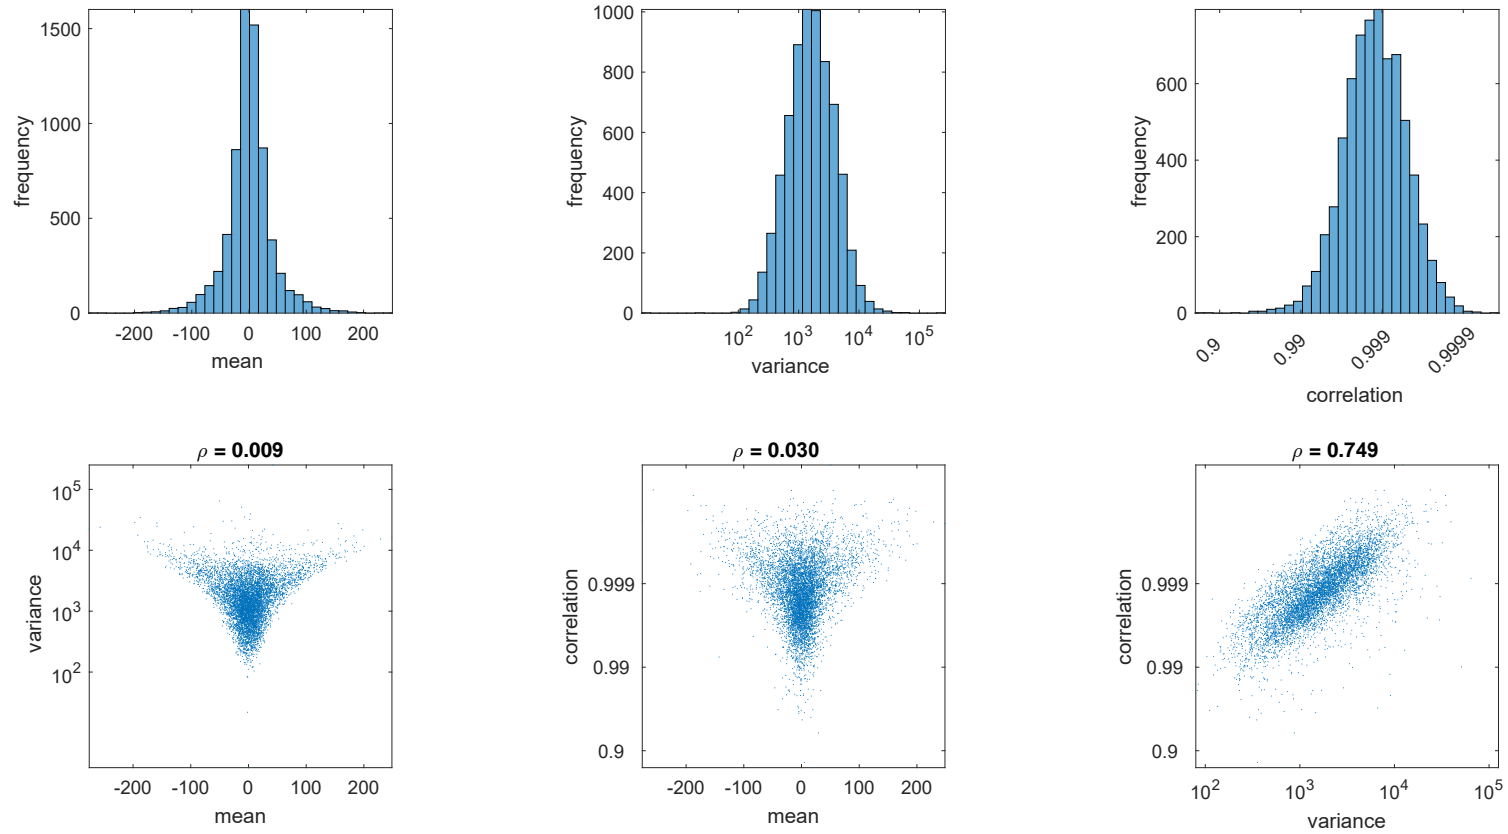 1500
1000
500
0
frequency
-200 -100 0 100 200
mean
1000
800
600
400
200
0
frequency
10^2 10^3 10^4 10^5
variance
600
400
200
0
frequency
0.9 0.99 0.999 0.9999
correlation
ρ = 0.009
10^5
10^4
10^3
10^2
variance
-200 -100 0 100 200
mean
ρ = 0.030
0.999
0.99
0.9
correlation
-200 -100 0 100 200
mean
ρ = 0.749
0.999
0.99
0.9
correlation
10^2 10^3 10^4 10^5
variance